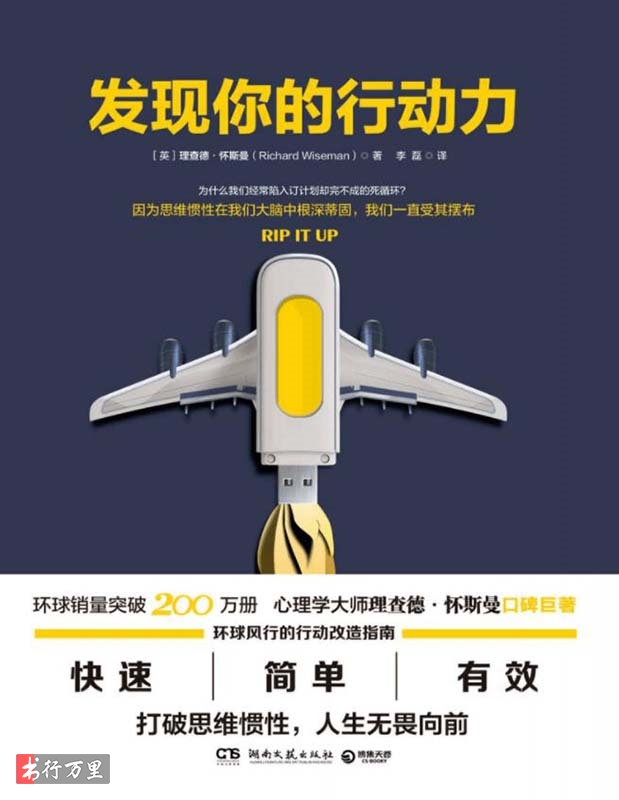 发现你的行动力
[英]理查德·怀斯曼(Richard Wiseman)◎著 李磊◎译
为什么我们经常陷入订计划却完不成的死循环?
因为思维惯性在我们大脑中根深蒂固,我们一直受其摆布
RIP IT UP
环球销量突破200万册 心理学大师理查德·怀斯曼口碑巨著
环球风行的行动改造指南
快速 简单 有效
打破思维惯性,人生无畏向前
书行万里 湖南文艺出版社 博集天卷
CS-BOOKY